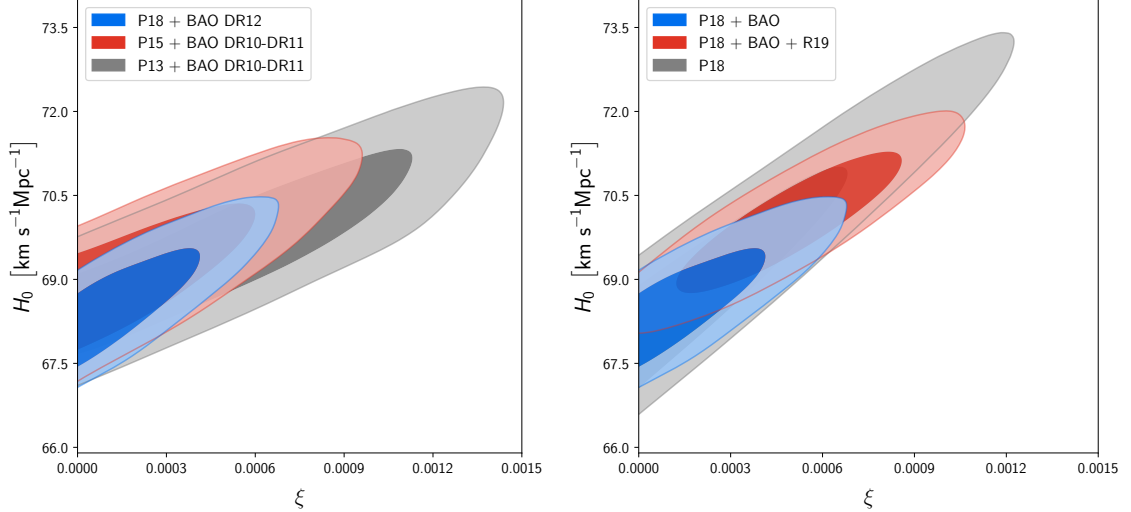 73.5
72.0
70.5
69.0
67.5
66.0
H₀ [km s⁻¹Mpc⁻¹]
P18 + BAO DR12
P15 + BAO DR10-DR11
P13 + BAO DR10-DR11
0.0000 0.0003 0.0006 0.0009 0.0012 0.0015
ξ
73.5
72.0
70.5
69.0
67.5
66.0
H₀ [km s⁻¹Mpc⁻¹]
P18 + BAO
P18 + BAO + R19
P18
0.0000 0.0003 0.0006 0.0009 0.0012 0.0015
ξ